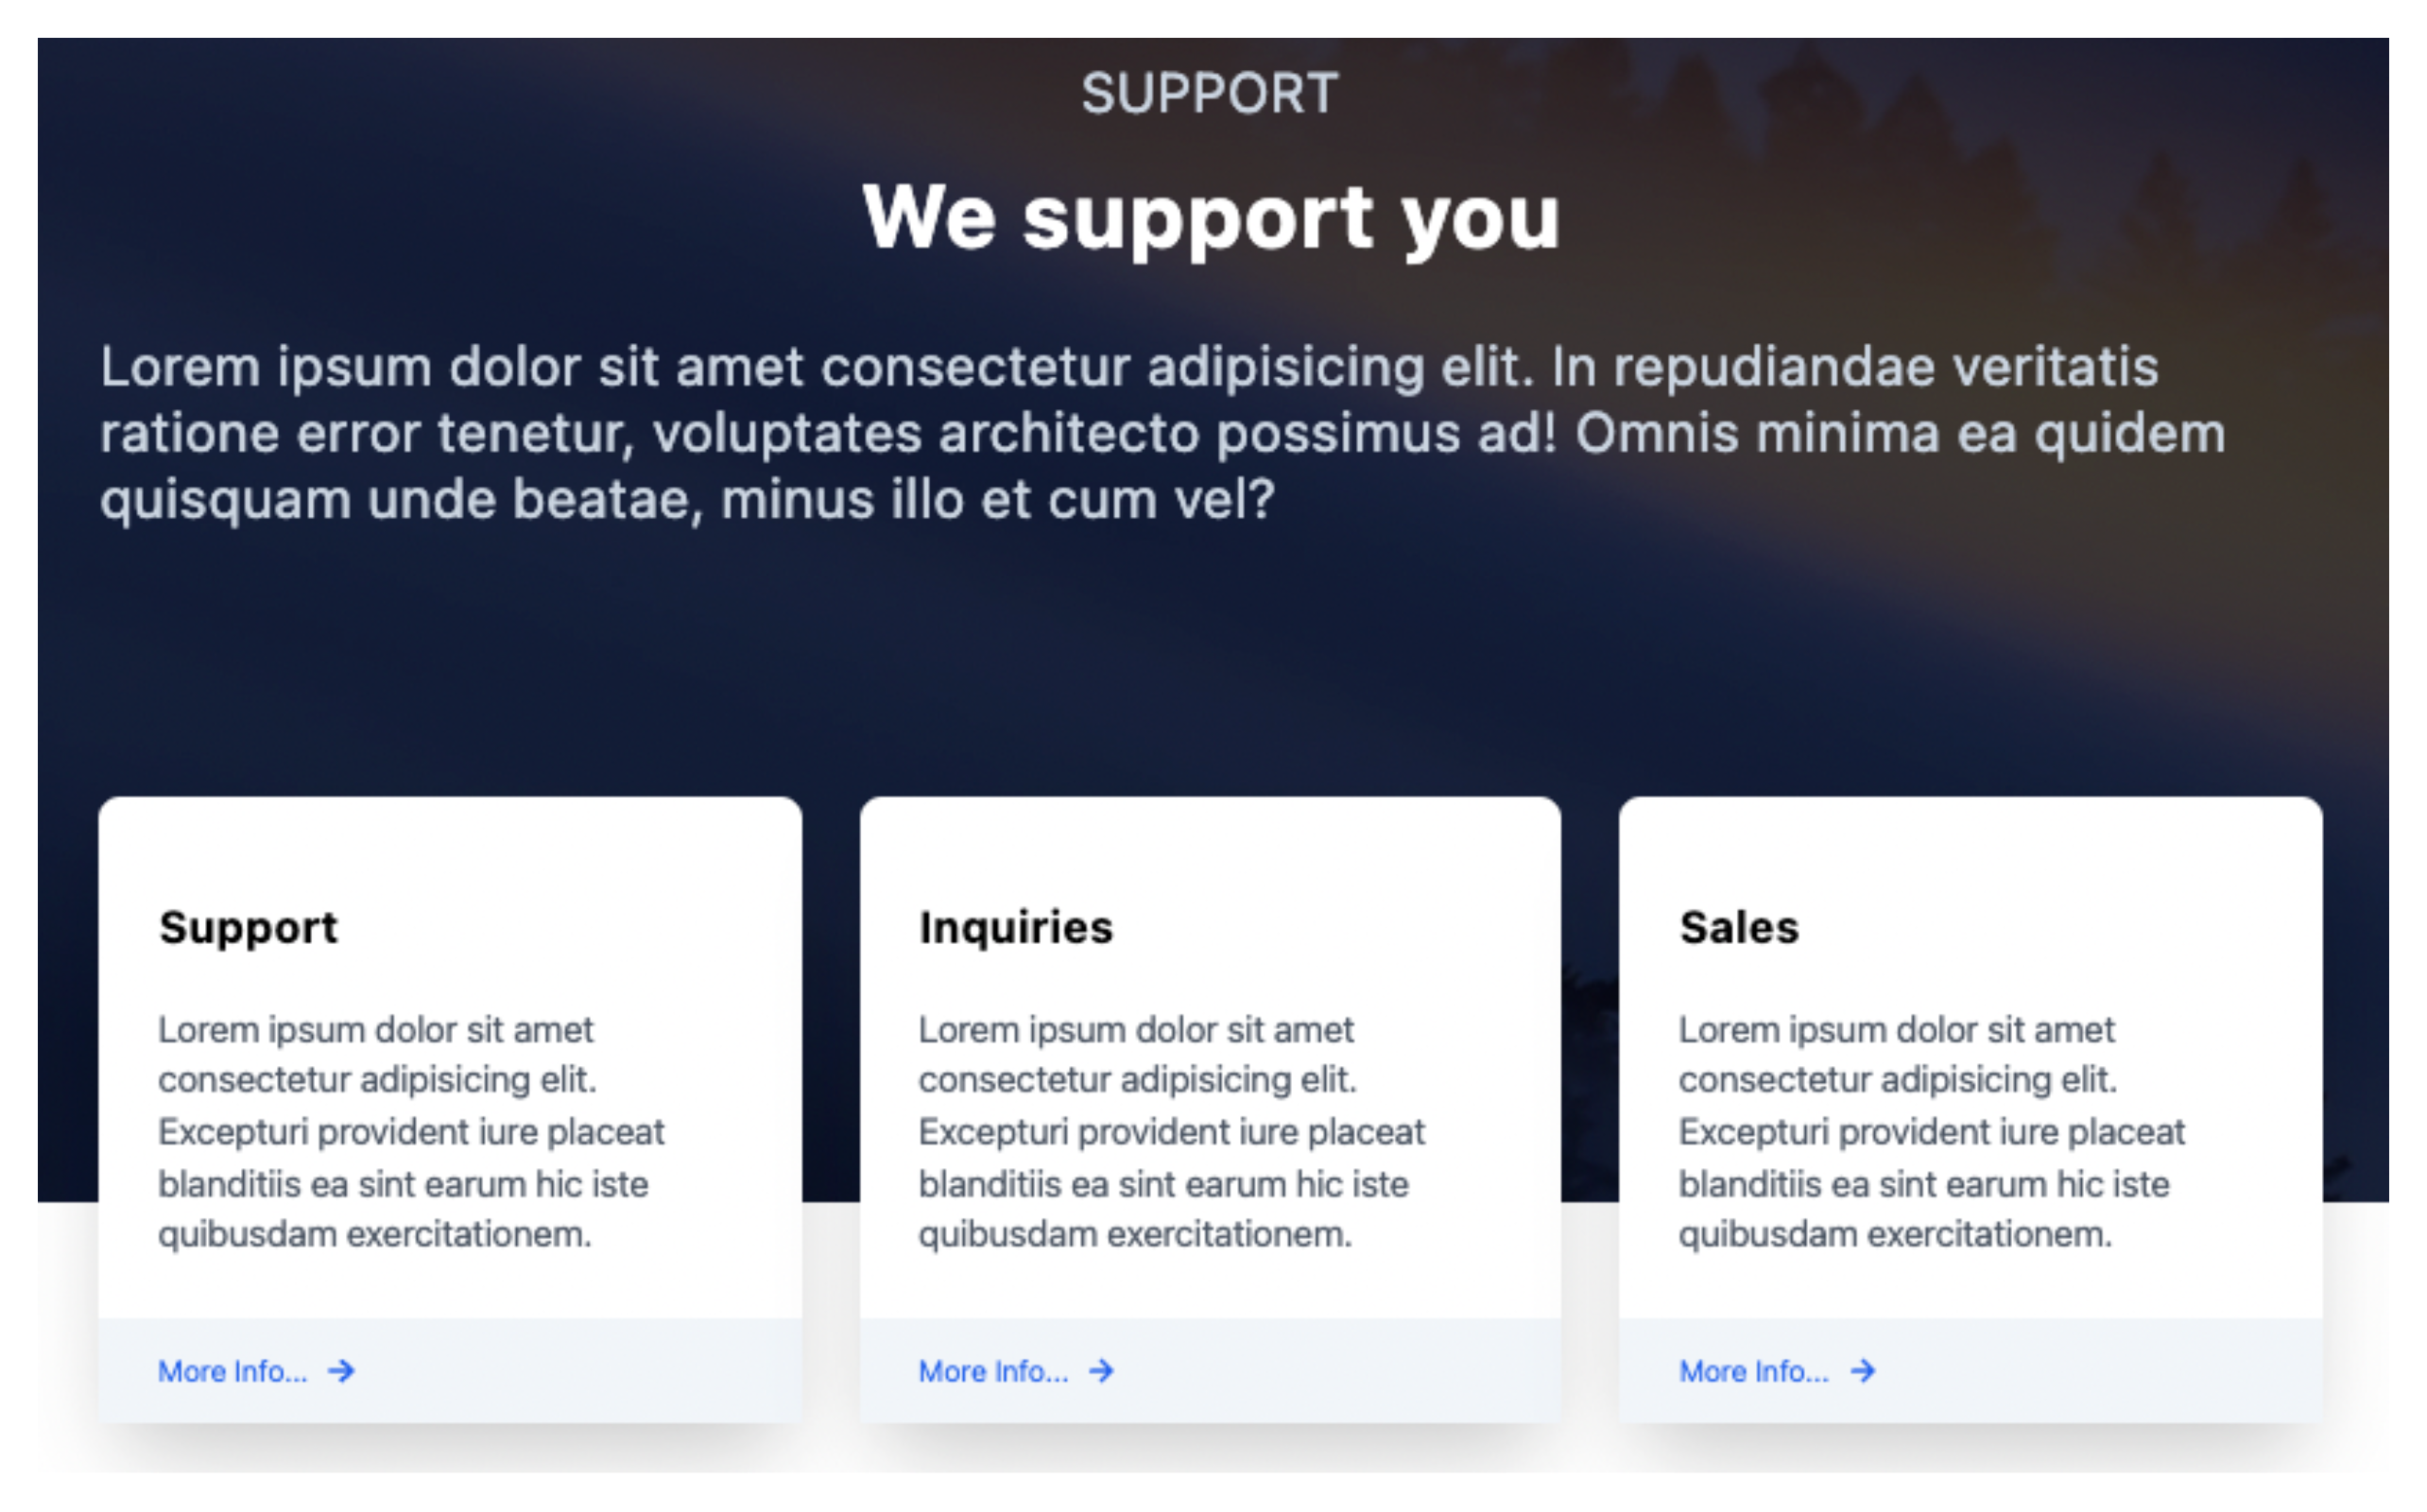 SUPPORT
We support you
Lorem ipsum dolor sit amet consectetur adipisicing elit. In repudiandae veritatis
ratione error tenetur, voluptates architecto possimus ad! Omnis minima ea quidem
quisquam unde beatae, minus illo et cum vel?
Support
Lorem ipsum dolor sit amet
consectetur adipisicing elit.
Excepturi provident iure placeat
blanditiis ea sint earum hic iste
quibusdam exercitationem.
More Info... →
Inquiries
Lorem ipsum dolor sit amet
consectetur adipisicing elit.
Excepturi provident iure placeat
blanditiis ea sint earum hic iste
quibusdam exercitationem.
More Info... →
Sales
Lorem ipsum dolor sit amet
consectetur adipisicing elit.
Excepturi provident iure placeat
blanditiis ea sint earum hic iste
quibusdam exercitationem.
More Info... →